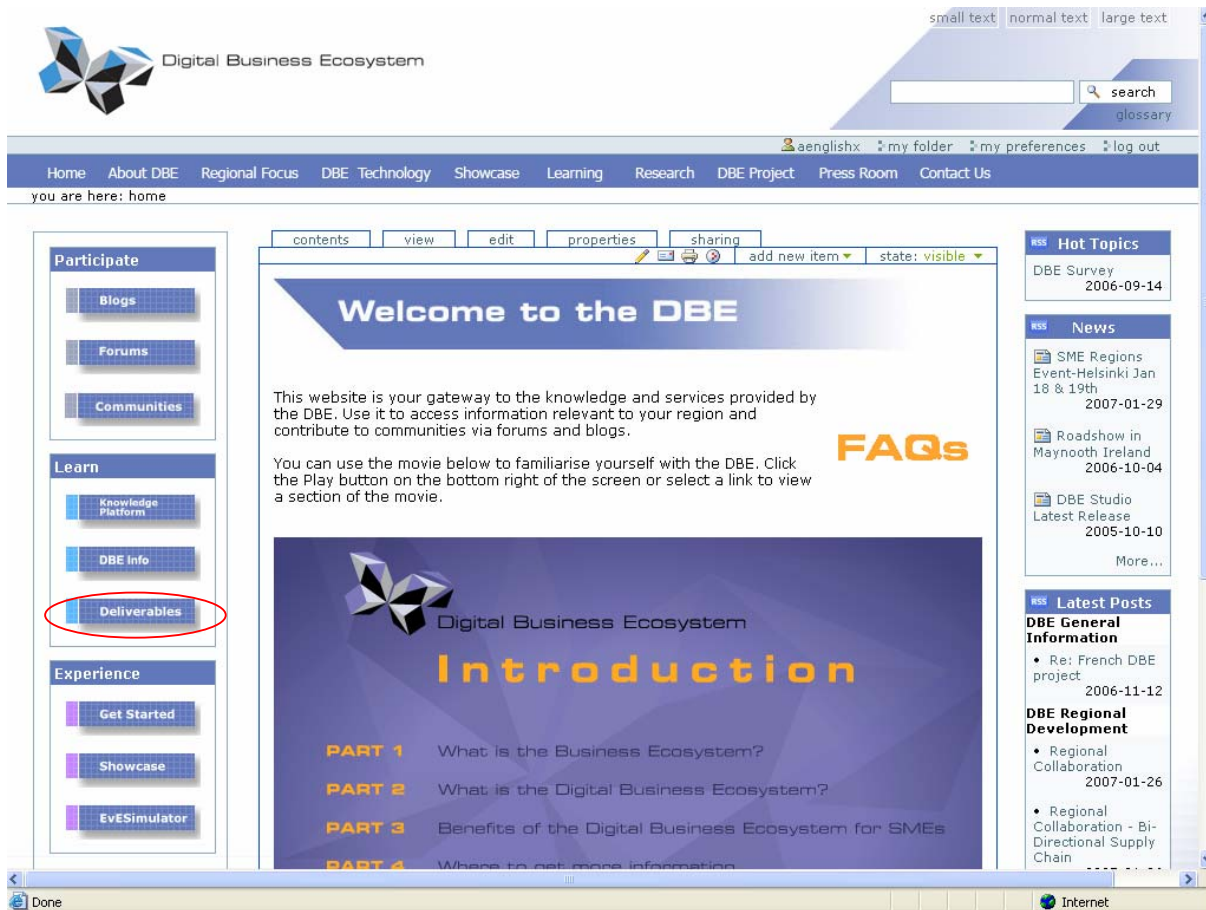 small text normal text large text
Digital Business Ecosystem
search
glossary
aenglishx my folder my preferences log out
Home About DBE Regional Focus DBE Technology Showcase Learning Research DBE Project Press Room Contact Us
you are here: home
Participate
Blogs
Forums
Communities
Learn
Knowledge
Platform
DBE Info
Deliverables
Experience
Get Started
Showcase
EvESimulator
contents view edit properties sharing
add new item state: visible
Welcome to the DBE
This website is your gateway to the knowledge and services provided by
the DBE. Use it to access information relevant to your region and
contribute to communities via forums and blogs.
You can use the movie below to familiarise yourself with the DBE. Click
the Play button on the bottom right of the screen or select a link to view
a section of the movie.
FAQs
Digital Business Ecosystem
Introduction
PART 1 What is the Business Ecosystem?
PART 2 What is the Digital Business Ecosystem?
PART 3 Benefits of the Digital Business Ecosystem for SMEs
PART 4 Where to get more information
RSS Hot Topics
DBE Survey
2006-09-14
RSS News
SME Regions
Event-Helsinki Jan
18 & 19th
2007-01-29
Roadshow in
Maynooth Ireland
2006-10-04
DBE Studio
Latest Release
2005-10-10
More...
RSS Latest Posts
DBE General
Information
• Re: French DBE
project
2006-11-12
DBE Regional
Development
• Regional
Collaboration
2007-01-26
• Regional
Collaboration - Bi-
Directional Supply
Chain
Done
Internet